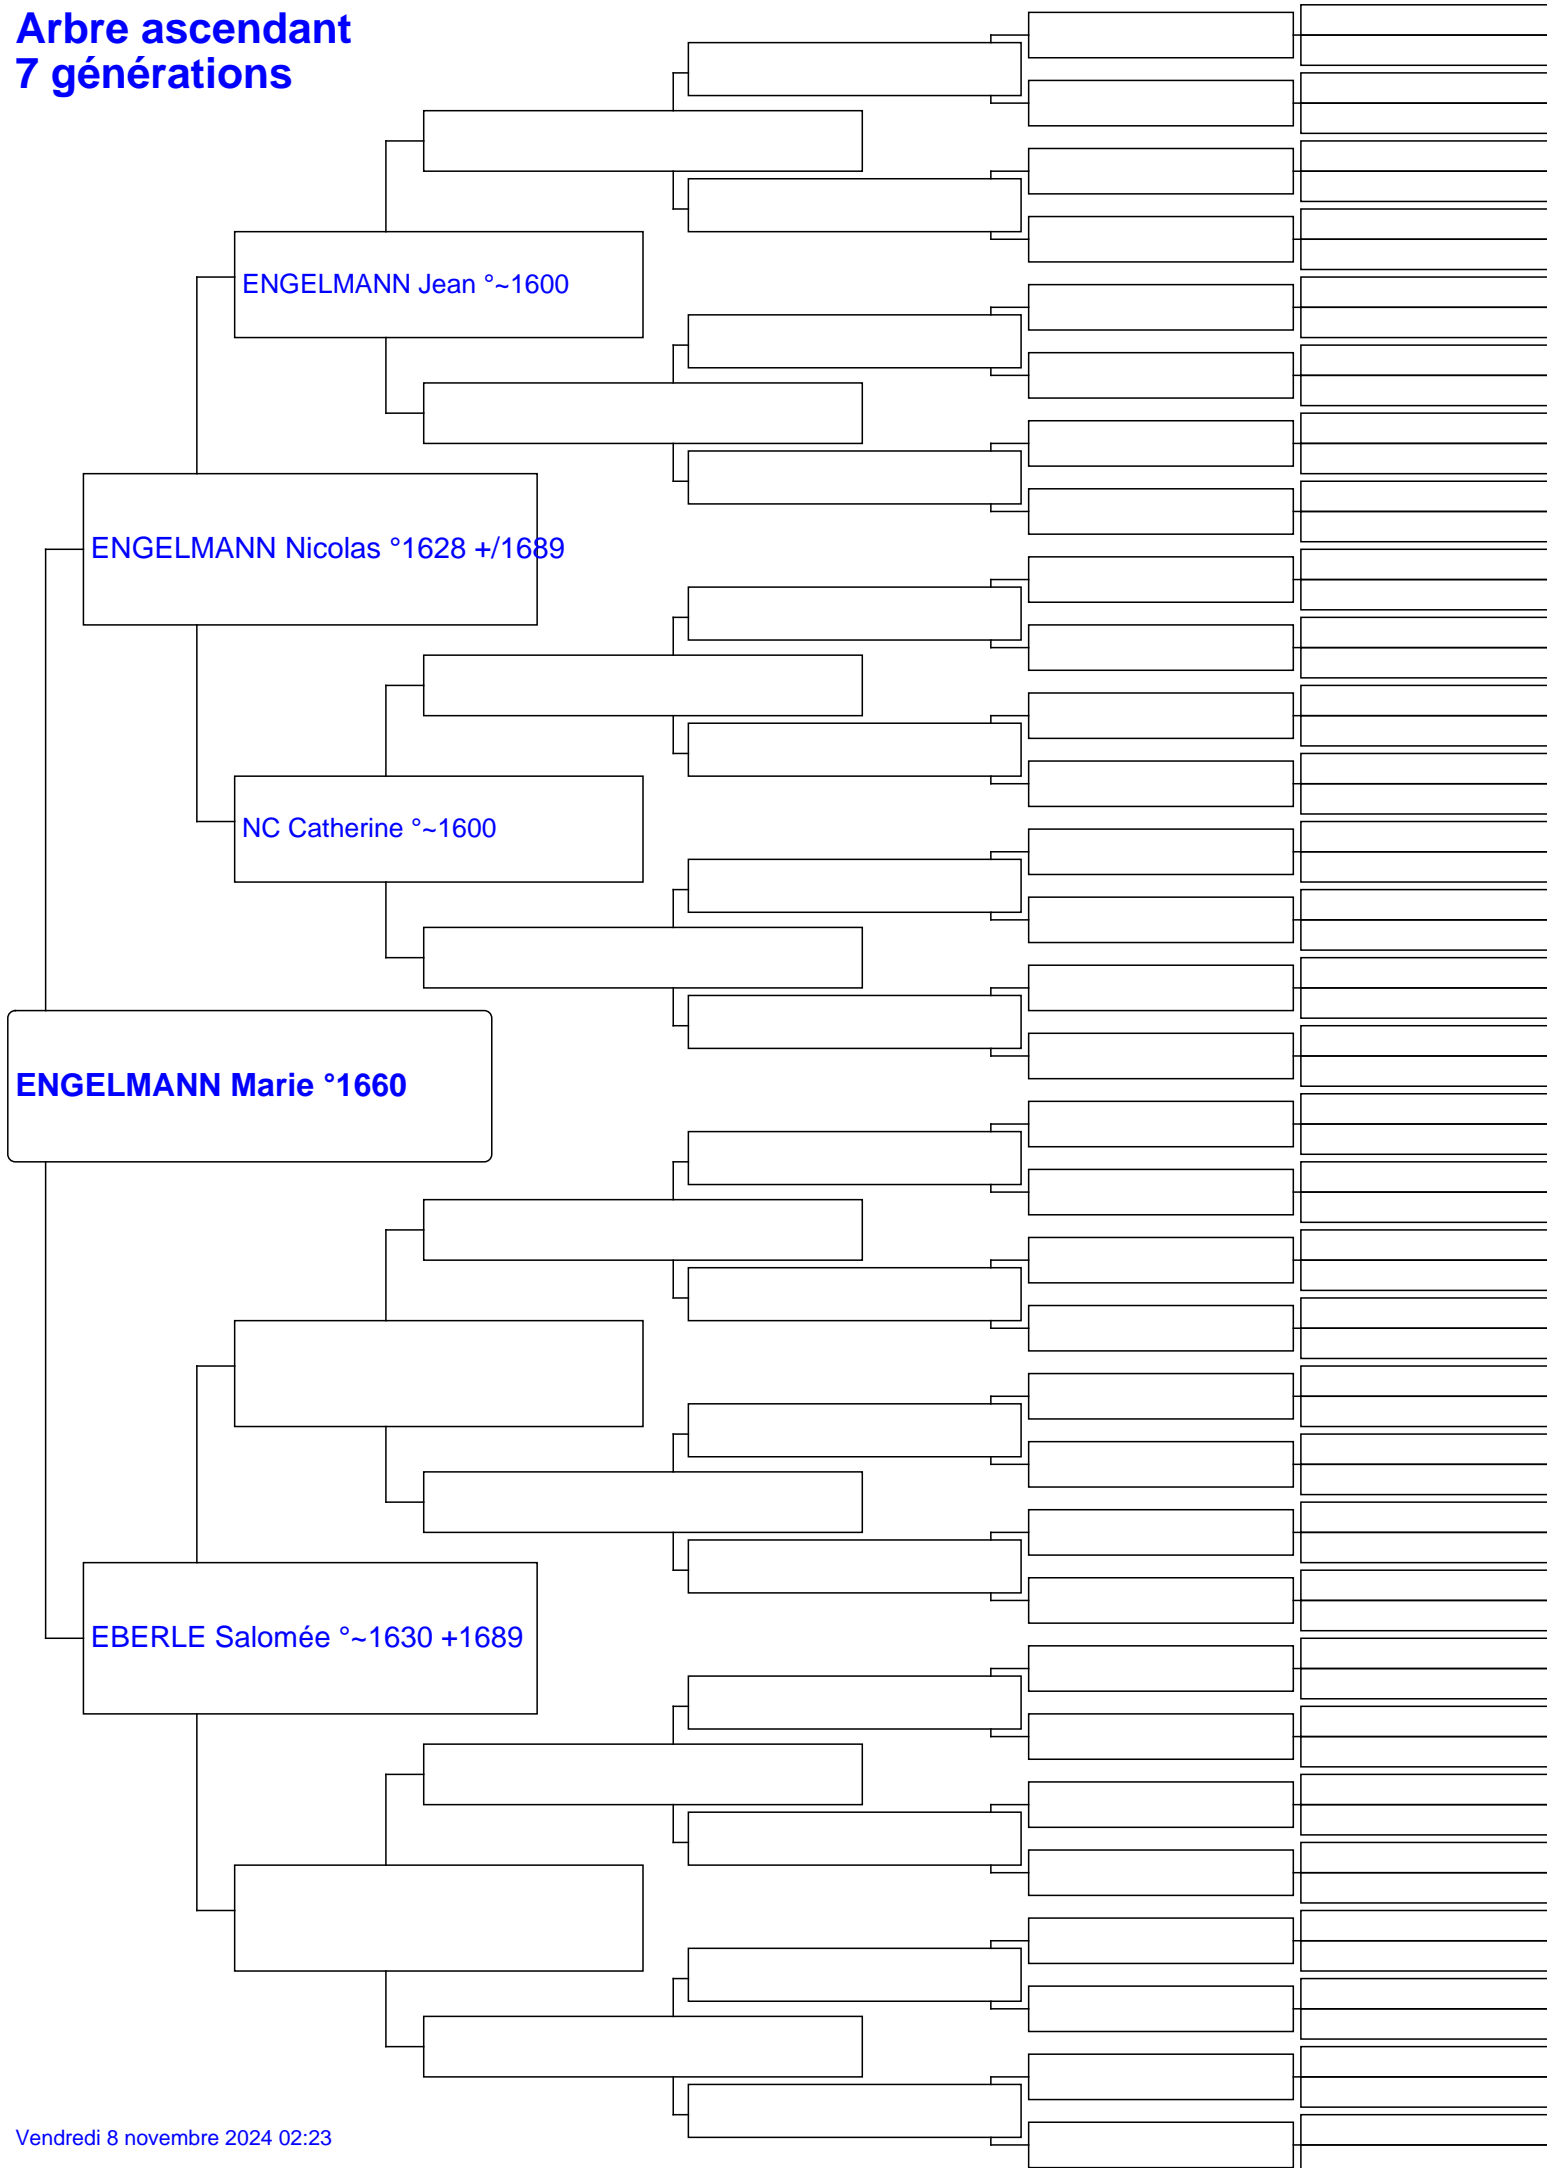 Arbre ascendant
7 générations
ENGELMANN Jean °~1600
ENGELMANN Nicolas °1628 +/1689
NC Catherine °~1600
ENGELMANN Marie °1660
EBERLE Salomée °~1630 +1689
Vendredi 8 novembre 2024 02:23